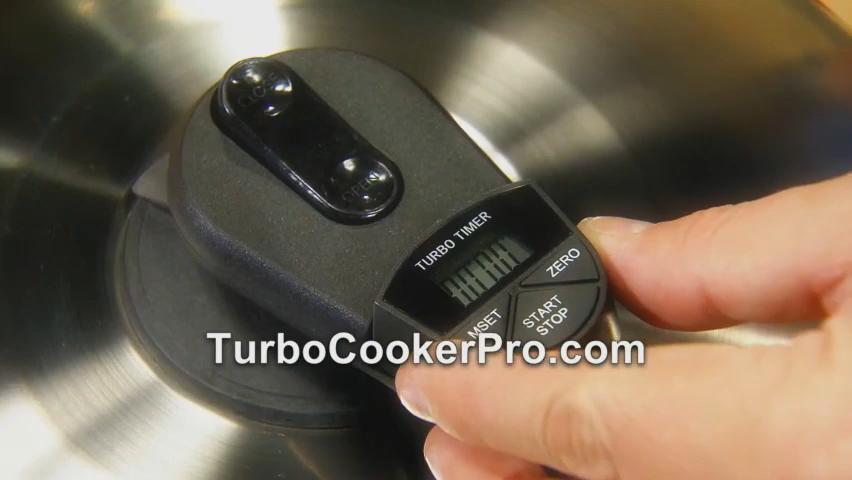 CLOSE
OPEN
TURBO TIMER
ZERO
MSET
START
STOP
TurboCookerPro.com